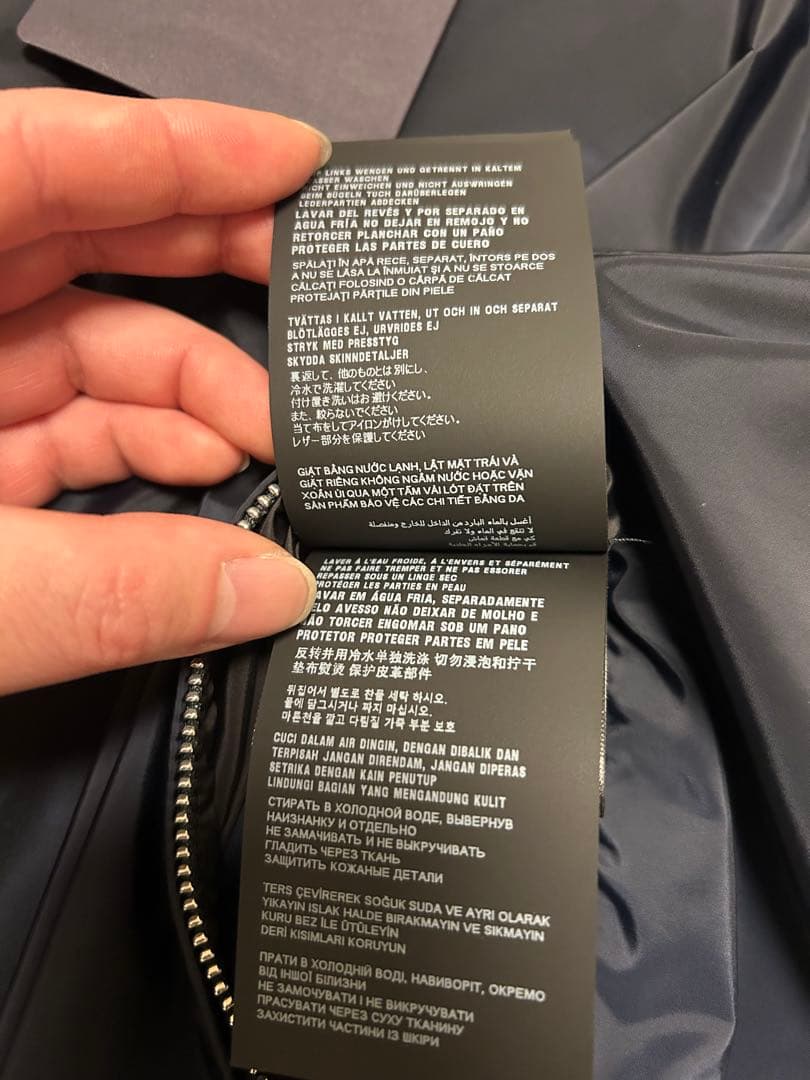 LINKS WENDEN UND GETRENNT IN KALTEM
WASCHEN
NICHT EINWEICHEN UND NICHT AUSWRINGEN
BEIM BÜGELN TUCH DARÜBERLEGEN
LEDERPARTIEN ABDECKEN
LAVAR DEL REVÉS Y POR SEPARADO EN
AGUA FRÍA NO DEJAR EN REMOJO Y NO
RETORCER PLANCHAR CON UN PAÑO
PROTEGER LAS PARTES DE CUERO
SPĂLAȚI ÎN APĂ RECE, SEPARAT, ÎNTORS PE DOS
A NU SE LĂSA LA ÎNMUIAT ȘI A NU SE STOARCE
CĂLCAȚI FOLOSIND O CÂRPĂ DE CĂLCAT
PROTEJAȚI PĂRȚILE DIN PIELE
TVÄTTAS I KALLT VATTEN, UT OCH IN OCH SEPARAT
BLÖTLÄGGES EJ, URVRIDES EJ
STRYK MED PRESSTYG
SKYDDA SKINNDETALJER
裏返して、他のものとは別にし、
冷水で洗濯してください
付け置き洗いはお避けください。
また、絞らないでください
当て布をしてアイロンがけしてください。
レザー部分を保護してください
GIẶT BẰNG NƯỚC LẠNH, LẬT MẶT TRÁI VÀ
GIẶT RIÊNG KHÔNG NGÂM NƯỚC HOẶC VẶN
XOẮN ỦI QUA MỘT TẤM VẢI LÓT ĐẶT TRÊN
SẢN PHẨM BẢO VỆ CÁC CHI TIẾT BẰNG DA
أغسل بالماء البارد من الداخل للخارج ومنفصلة
لا تنقع في الماء ولا تفرك
كي مع قطعة قماش
LAVER À L'EAU FROIDE, À L'ENVERS ET SÉPARÉMENT
NE PAS FAIRE TREMPER ET NE PAS ESSORER
REPASSER SOUS UN LINGE SEC
PROTÉGER LES PARTIES EN PEAU
LAVAR EM ÁGUA FRIA, SEPARADAMENTE
PELO AVESSO NÃO DEIXAR DE MOLHO E
NÃO TORCER ENGOMAR SOB UM PANO
PROTETOR PROTEGER PARTES EM PELE
反转并用冷水单独洗涤 切勿浸泡和拧干
垫布熨烫 保护皮革部件
뒤집어서 별도로 찬물 세탁 하시오.
물에 담그시거나 짜지 마십시오.
마른천을 깔고 다림질 가죽 부분 보호
CUCI DALAM AIR DINGIN, DENGAN DIBALIK DAN
TERPISAH JANGAN DIRENDAM, JANGAN DIPERAS
SETRIKA DENGAN KAIN PENUTUP
LINDUNGI BAGIAN YANG MENGANDUNG KULIT
СТИРАТЬ В ХОЛОДНОЙ ВОДЕ, ВЫВЕРНУВ
НАИЗНАНКУ И ОТДЕЛЬНО
НЕ ЗАМАЧИВАТЬ И НЕ ВЫКРУЧИВАТЬ
ГЛАДИТЬ ЧЕРЕЗ ТКАНЬ
ЗАЩИТИТЬ КОЖАНЫЕ ДЕТАЛИ
TERS ÇEVİREREK SOĞUK SUDA VE AYRI OLARAK
YIKAYIN ISLAK HALDE BIRAKMAYIN VE SIKMAYIN
KURU BEZ İLE ÜTÜLEYİN
DERİ KISIMLARI KORUYUN
ПРАТИ В ХОЛОДНІЙ ВОДІ, НАВИВОРІТ, ОКРЕМО
ВІД ІНШОЇ БІЛИЗНИ
НЕ ЗАМОЧУВАТИ І НЕ ВИКРУЧУВАТИ
ПРАСУВАТИ ЧЕРЕЗ СУХУ ТКАНИНУ
ЗАХИСТИТИ ЧАСТИНИ ІЗ ШКІРИ